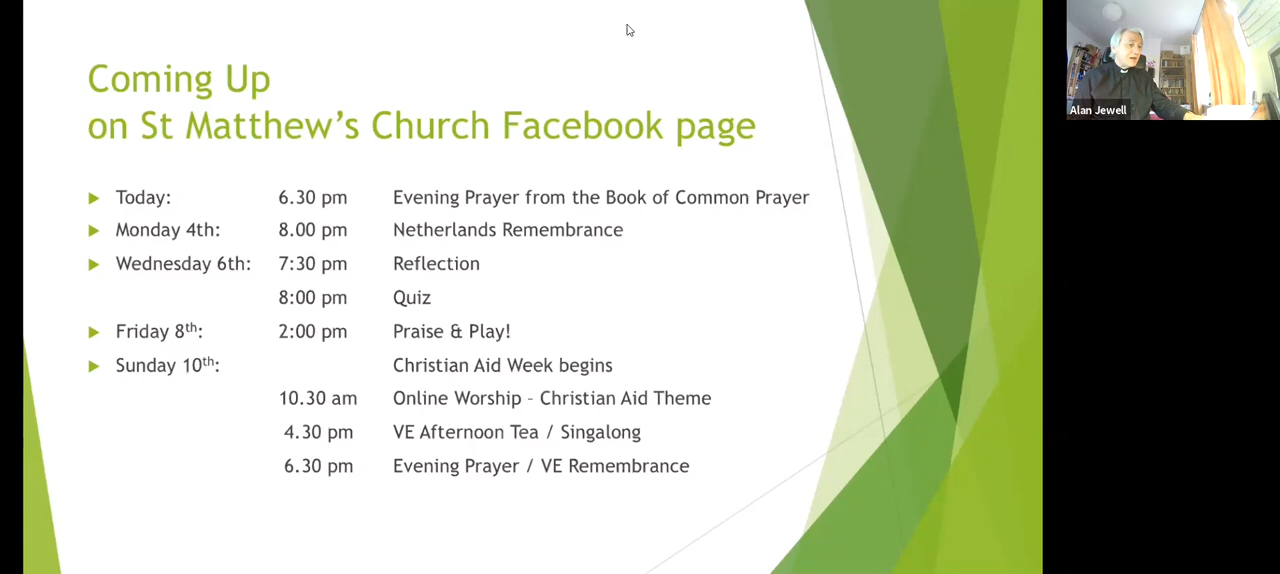 Coming Up
on St Matthew's Church Facebook page
Today: 6.30 pm Evening Prayer from the Book of Common Prayer
Monday 4th: 8.00 pm Netherlands Remembrance
Wednesday 6th: 7:30 pm Reflection
8:00 pm Quiz
Friday 8th: 2:00 pm Praise & Play!
Sunday 10th: Christian Aid Week begins
10.30 am Online Worship – Christian Aid Theme
4.30 pm VE Afternoon Tea / Singalong
6.30 pm Evening Prayer / VE Remembrance
Alan Jewell